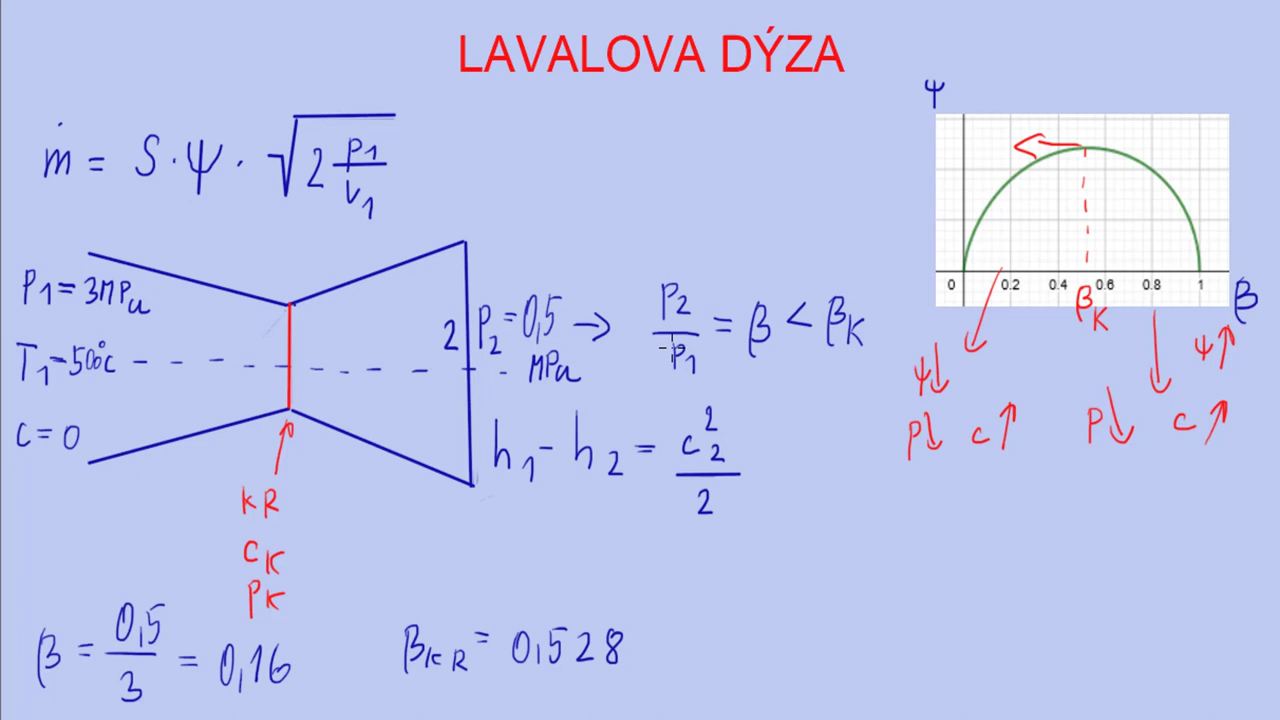 LAVALOVA DÝZA
ṁ = S·Ψ·√2 p1/v1
Ψ
0 0.2 0.4 0.6 0.8 1
βK
β
P1 = 3MPa
T1 - 500°C
C = 0
2
P2 = 0,5 MPa → P2/P1 = β < βK
h1 - h2 = c2²/2
Ψ↓
P↓ C↑
Ψ↑
P↓ C↑
KR
CK
PK
β = 0,5/3 = 0,16
βKR = 0,528